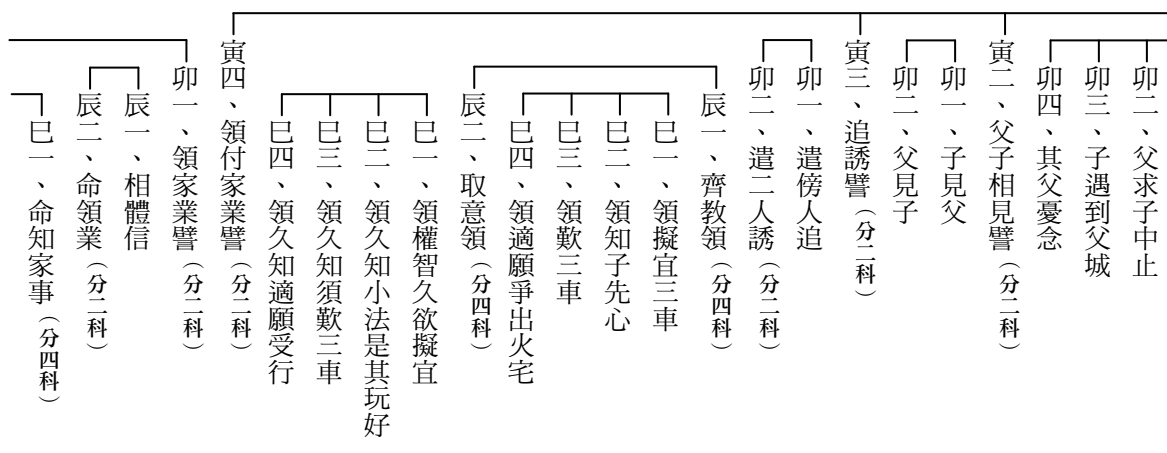 卯二、父求子中止
卯三、子遇到父城
卯四、其父憂念
寅二、父子相見譬（分二科）
卯一、子見父
卯二、父見子
寅三、追誘譬（分二科）
卯一、遣傍人追
卯二、遣二人誘（分二科）
辰一、齊教領（分四科）
巳一、領擬宜三車
巳二、領知子先心
巳三、領歎三車
巳四、領適願爭出火宅
辰二、取意領（分四科）
巳一、領權智久欲擬宜
巳二、領久知小法是其玩好
巳三、領久知須歎三車
巳四、領久知適願受行
寅四、領付家業譬（分二科）
卯一、領家業譬（分二科）
辰一、相體信
辰二、命領業（分二科）
巳一、命知家事（分四科）